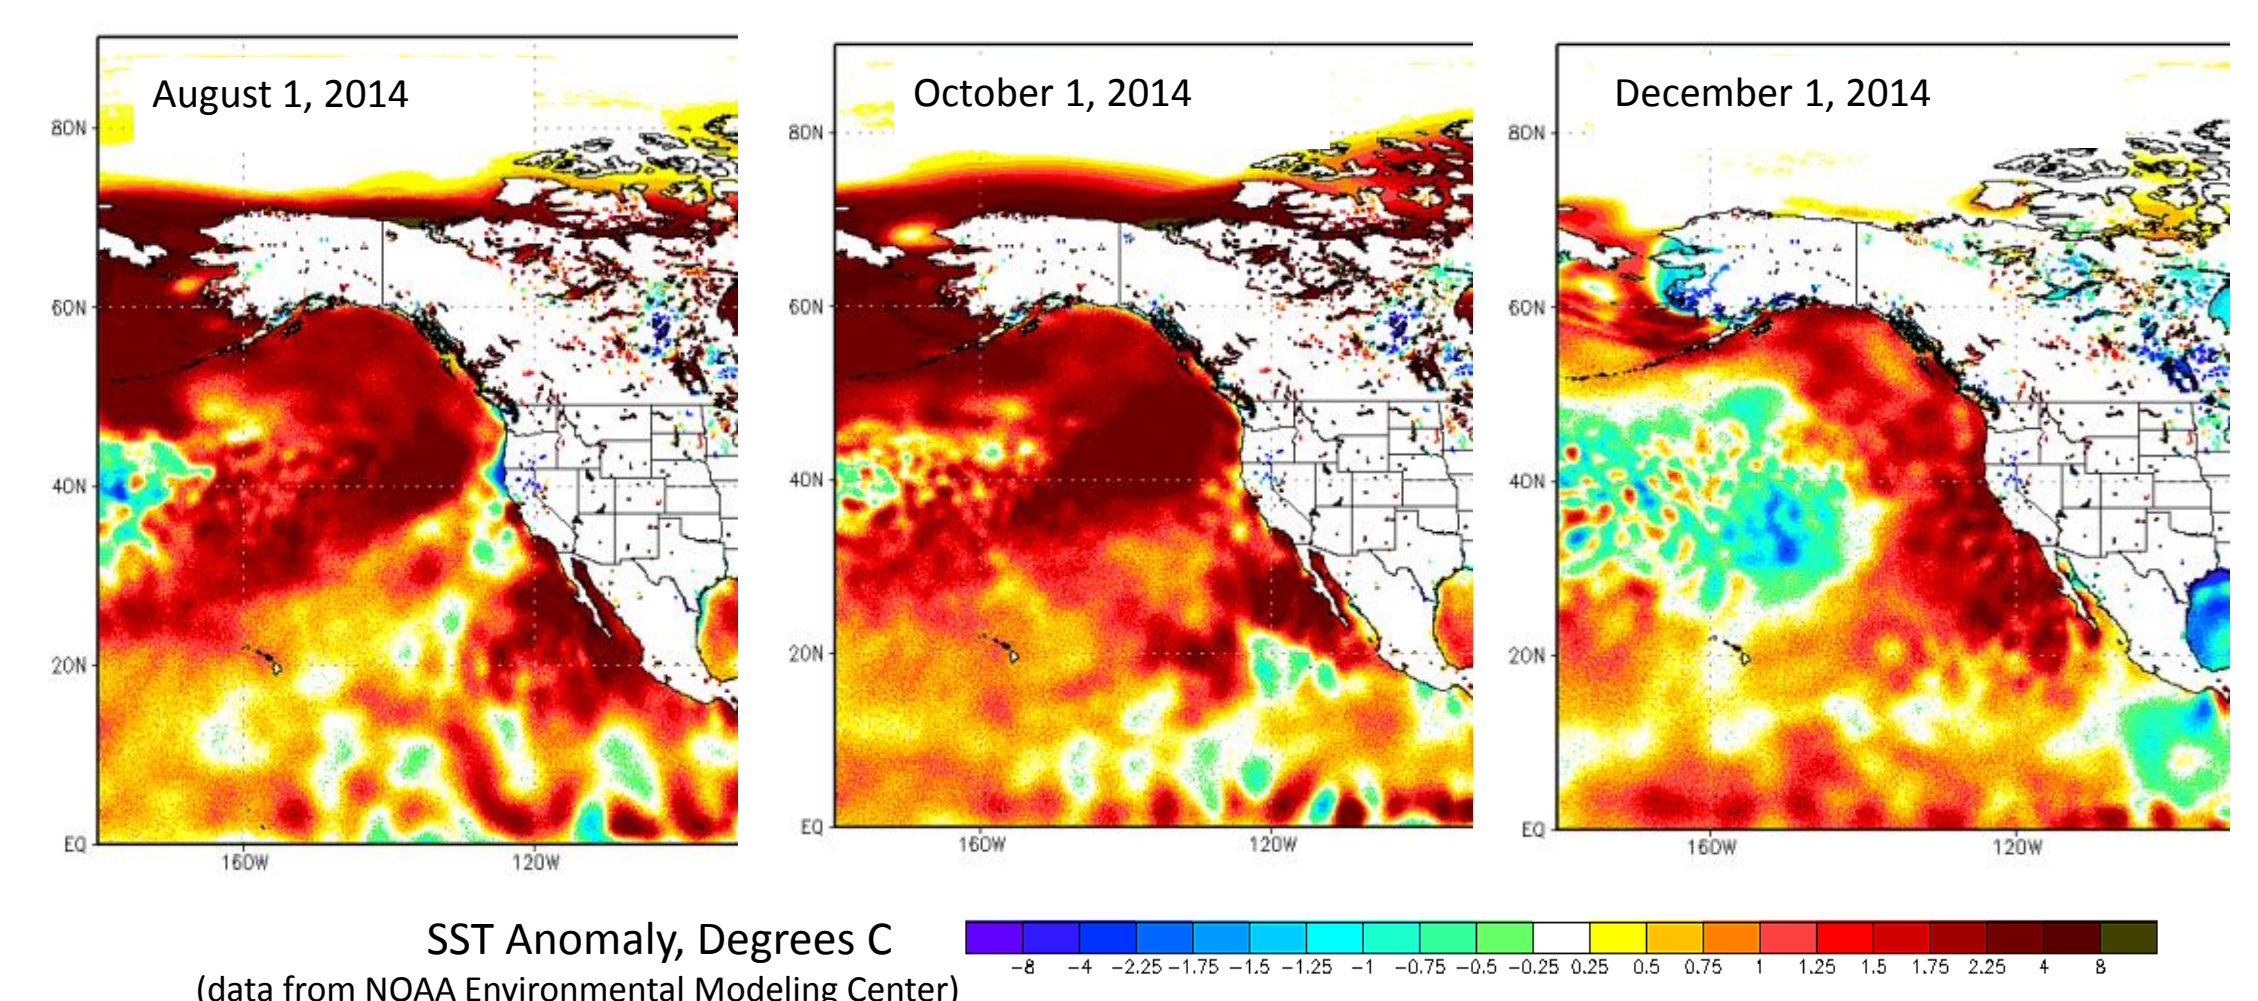 August 1, 2014
October 1, 2014
December 1, 2014
80N
60N
40N
20N
EQ
160W
120W
80N
60N
40N
20N
EQ
160W
120W
80N
60N
40N
20N
EQ
160W
120W
SST Anomaly, Degrees C
-8 -4 -2.25 -1.75 -1.5 -1.25 -1 -0.75 -0.5 -0.25 0.25 0.5 0.75 1 1.25 1.5 1.75 2.25 4 8
(data from NOAA Environmental Modeling Center)